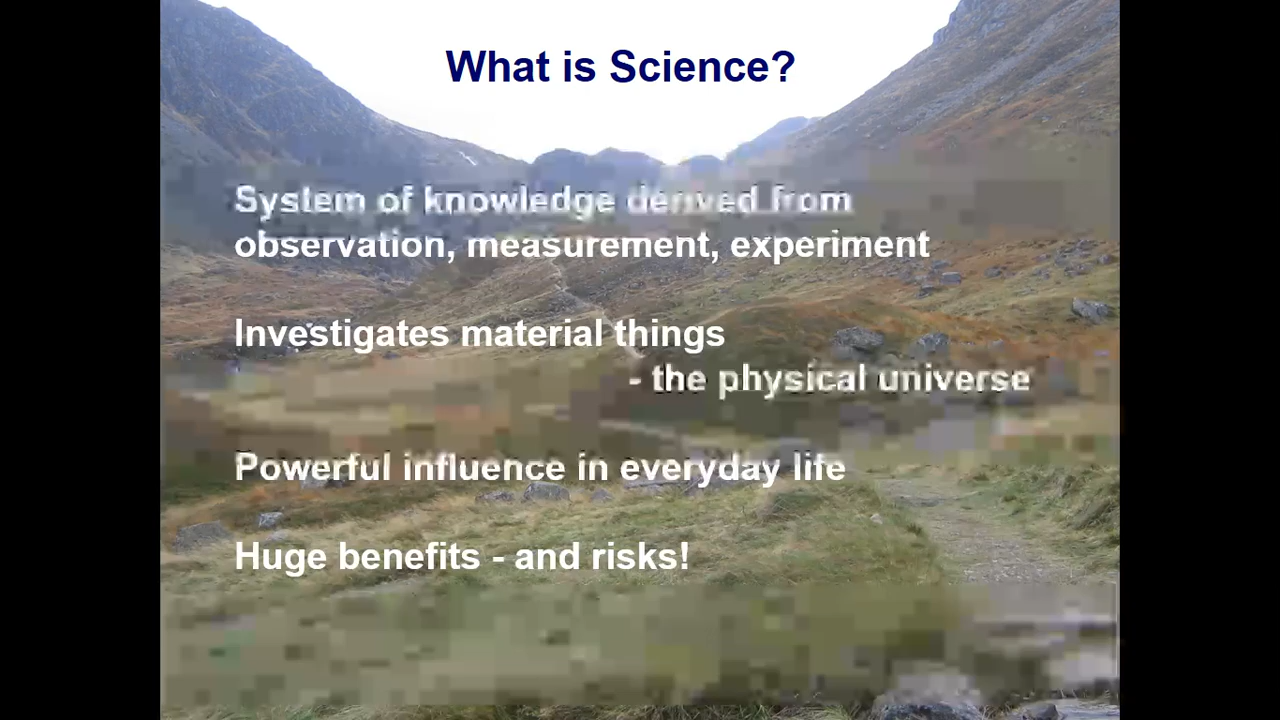 What is Science?
System of knowledge derived from
observation, measurement, experiment
Investigates material things
- the physical universe
Powerful influence in everyday life
Huge benefits - and risks!